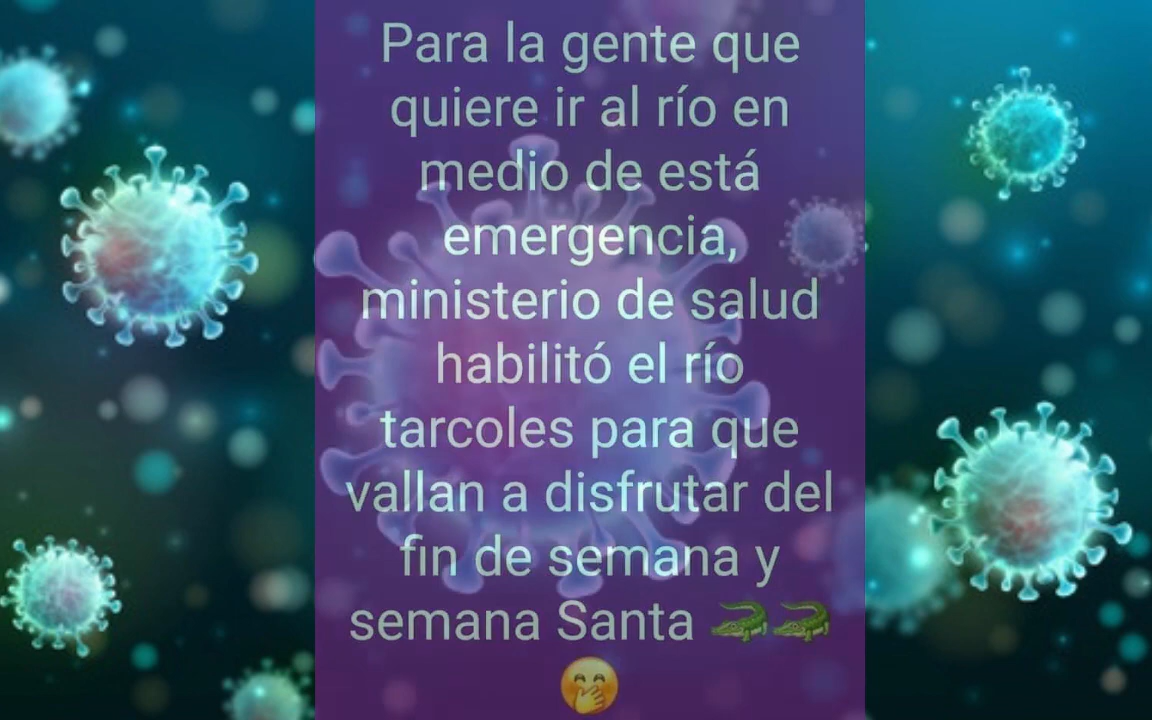 Para la gente que
quiere ir al río en
medio de está
emergencia,
ministerio de salud
habilitó el río
tarcoles para que
vallan a disfrutar del
fin de semana y
semana Santa 🐊🐊
🤭